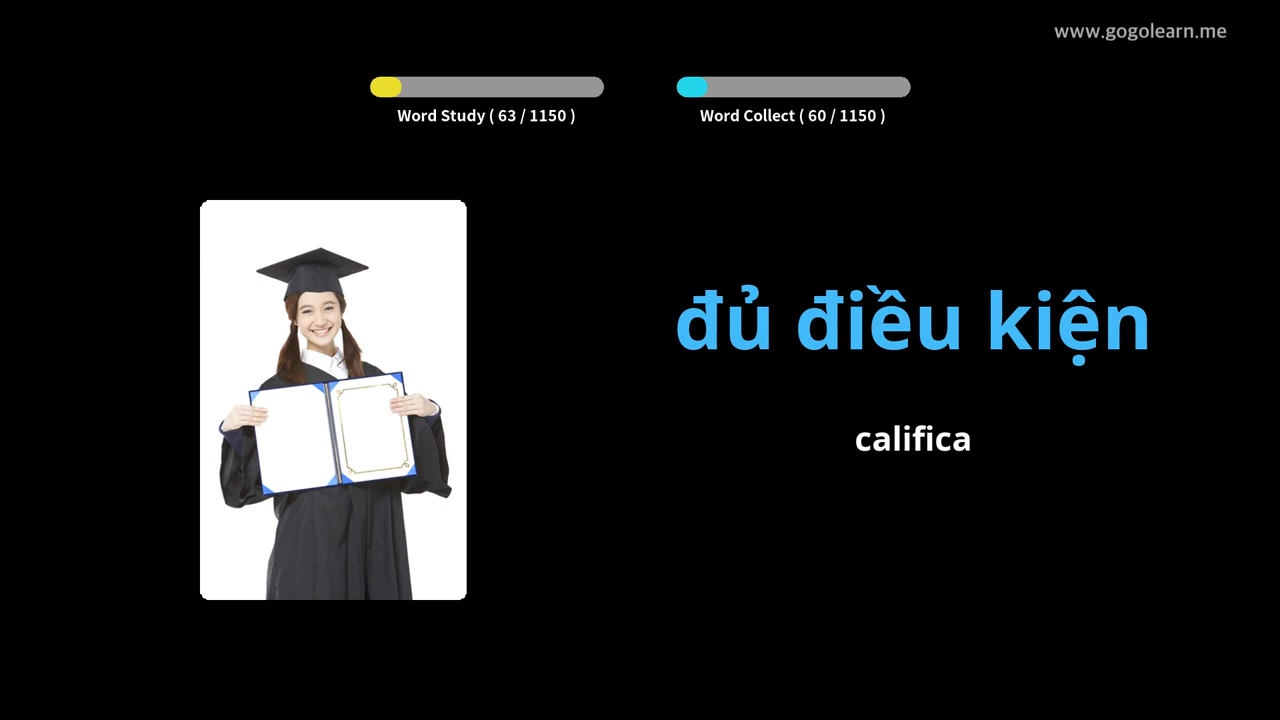 www.gogolearn.me
Word Study ( 63 / 1150 )
Word Collect ( 60 / 1150 )
đủ điều kiện
califica